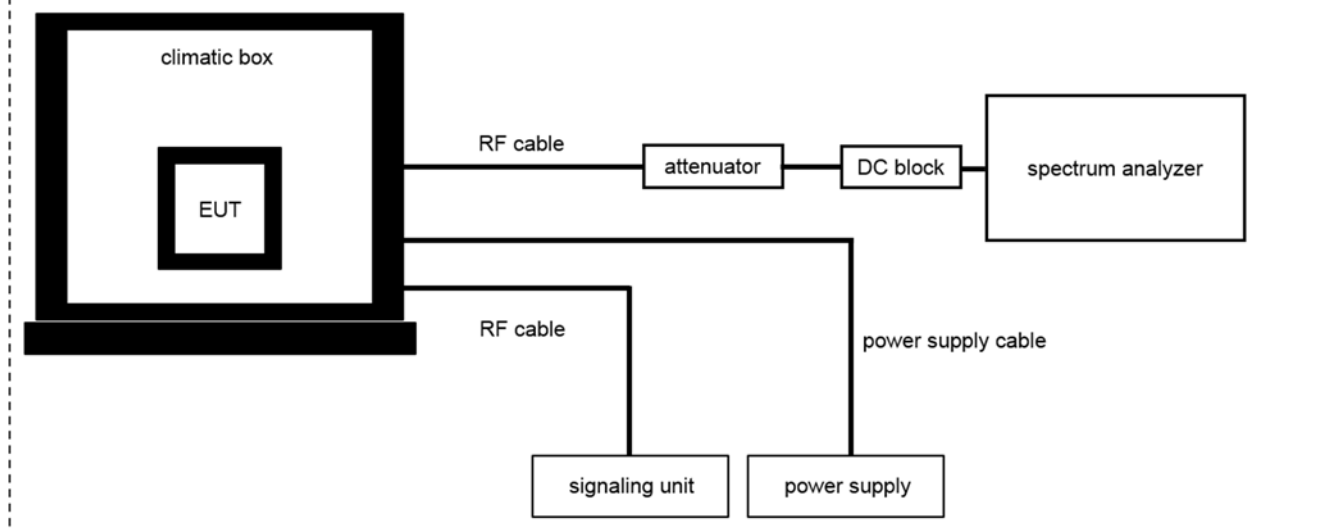 climatic box
RF cable
attenuator
DC block
spectrum analyzer
EUT
RF cable
power supply cable
signaling unit
power supply